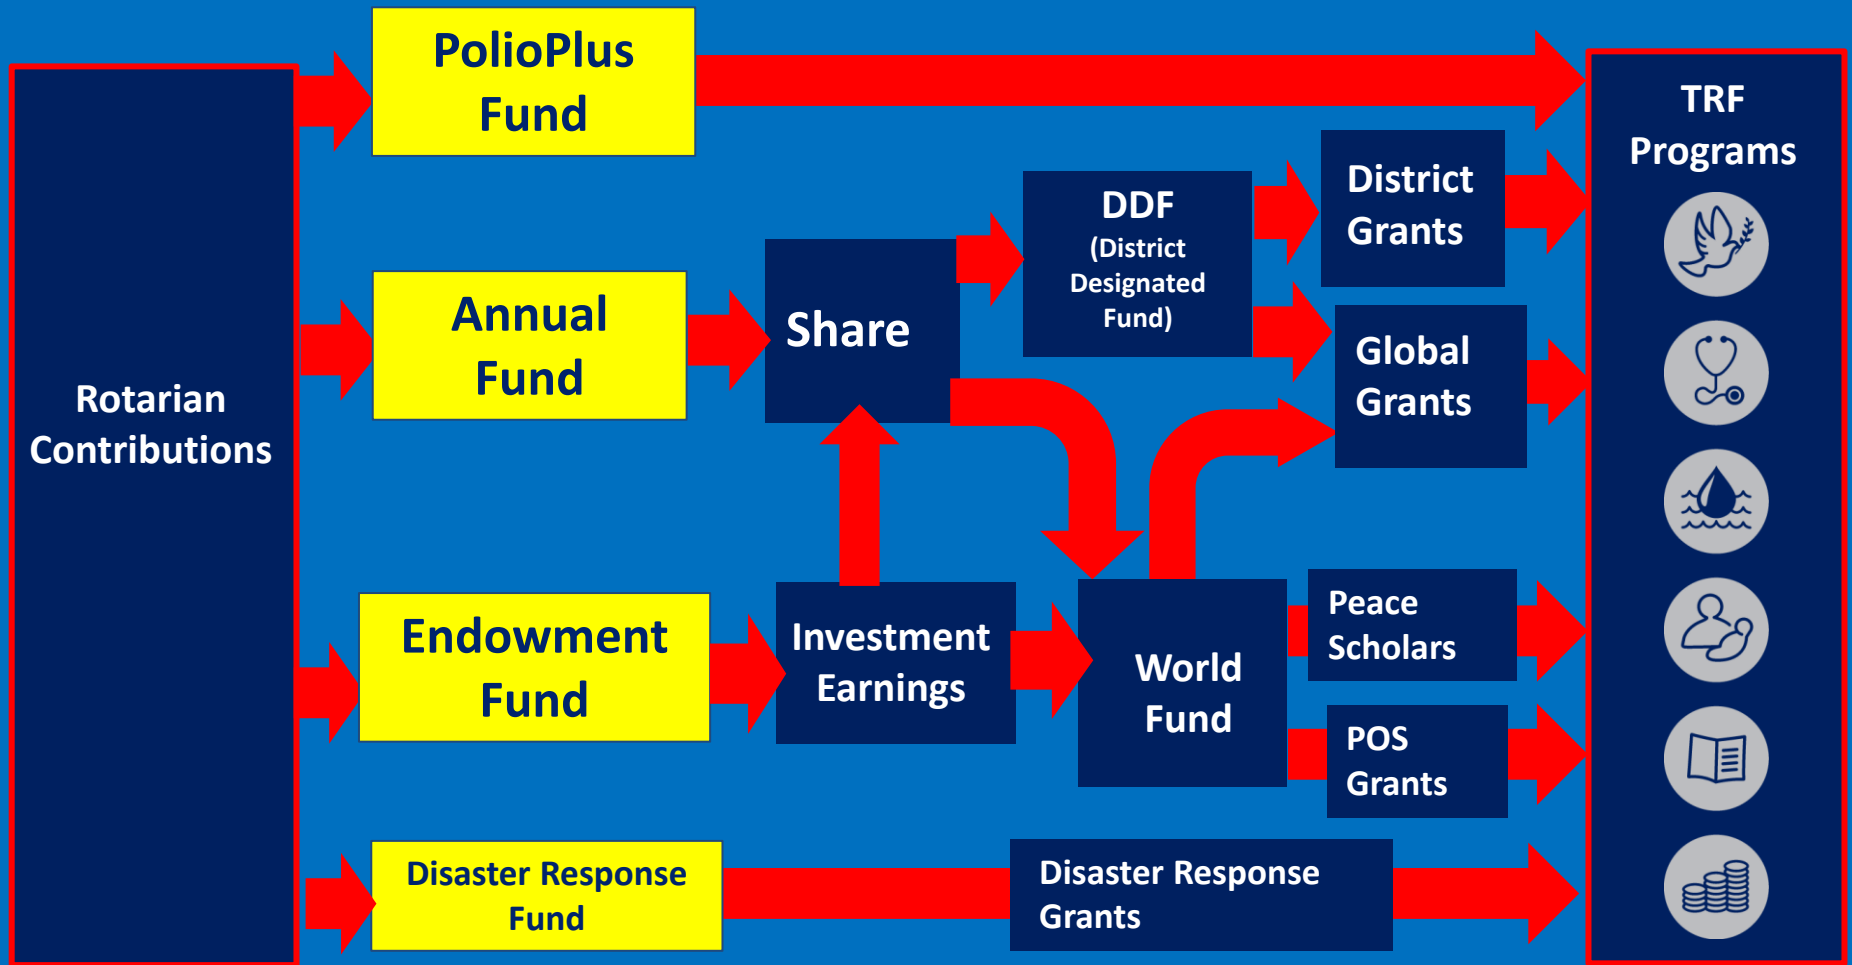 Rotarian
Contributions
PolioPlus
Fund
Annual
Fund
Endowment
Fund
Disaster Response
Fund
Share
Investment
Earnings
DDF
(District
Designated
Fund)
World
Fund
District
Grants
Global
Grants
Peace
Scholars
POS
Grants
Disaster Response
Grants
TRF
Programs